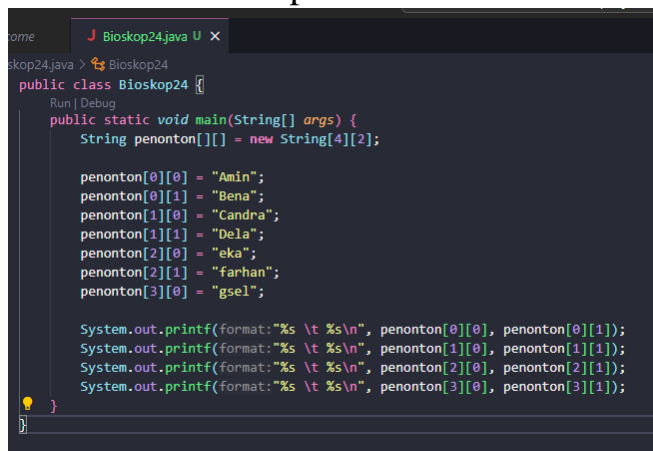 come J Bioskop24.java U ×
skop24.java > Bioskop24
public class Bioskop24 {
Run | Debug
public static void main(String[] args) {
String penonton[][] = new String[4][2];
penonton[0][0] = "Amin";
penonton[0][1] = "Bena";
penonton[1][0] = "Candra";
penonton[1][1] = "Dela";
penonton[2][0] = "eka";
penonton[2][1] = "farhan";
penonton[3][0] = "gsel";
System.out.printf(format:"%s \t %s\n", penonton[0][0], penonton[0][1]);
System.out.printf(format:"%s \t %s\n", penonton[1][0], penonton[1][1]);
System.out.printf(format:"%s \t %s\n", penonton[2][0], penonton[2][1]);
System.out.printf(format:"%s \t %s\n", penonton[3][0], penonton[3][1]);
}
}